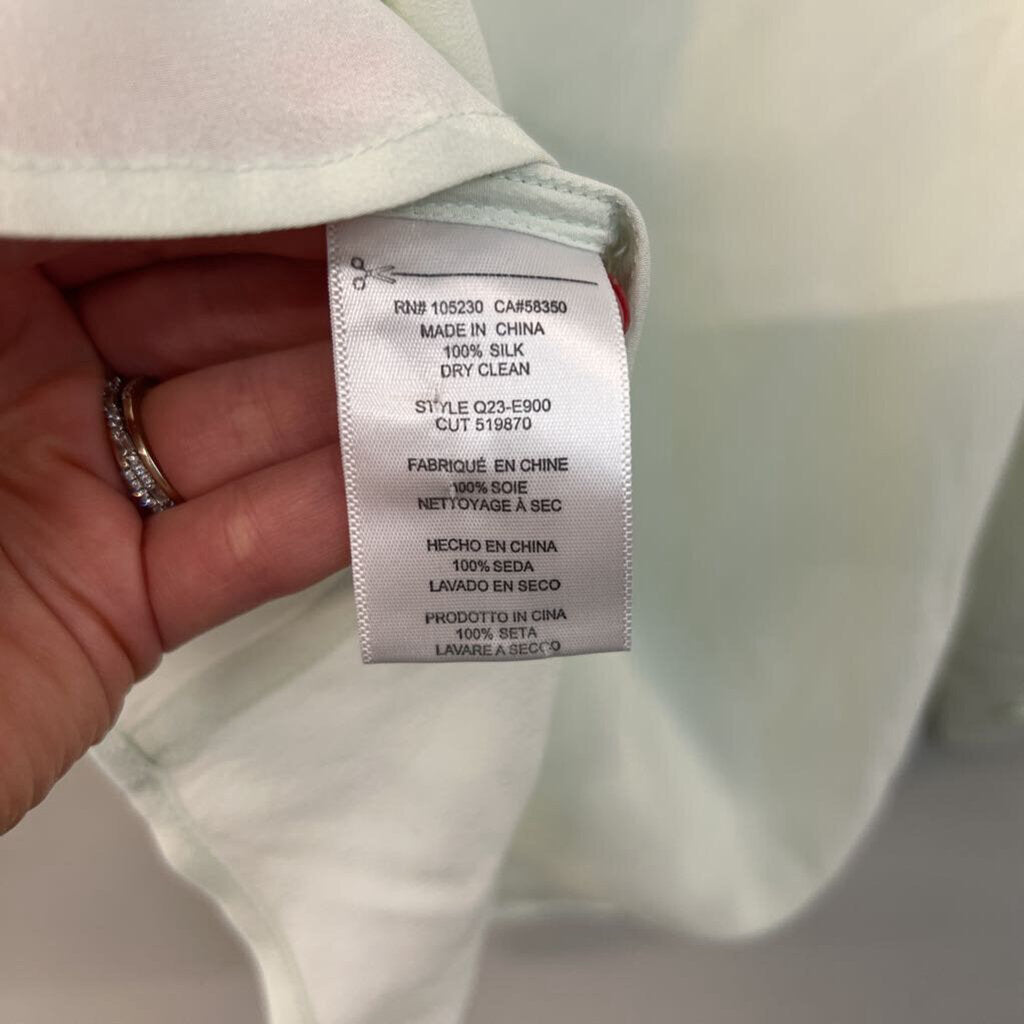 RN# 105230 CA#58350
MADE IN CHINA
100% SILK
DRY CLEAN
STYLE Q23-E900
CUT 519870
FABRIQUÉ EN CHINE
100% SOIE
NETTOYAGE À SEC
HECHO EN CHINA
100% SEDA
LAVADO EN SECO
PRODOTTO IN CINA
100% SETA
LAVARE A SECCO